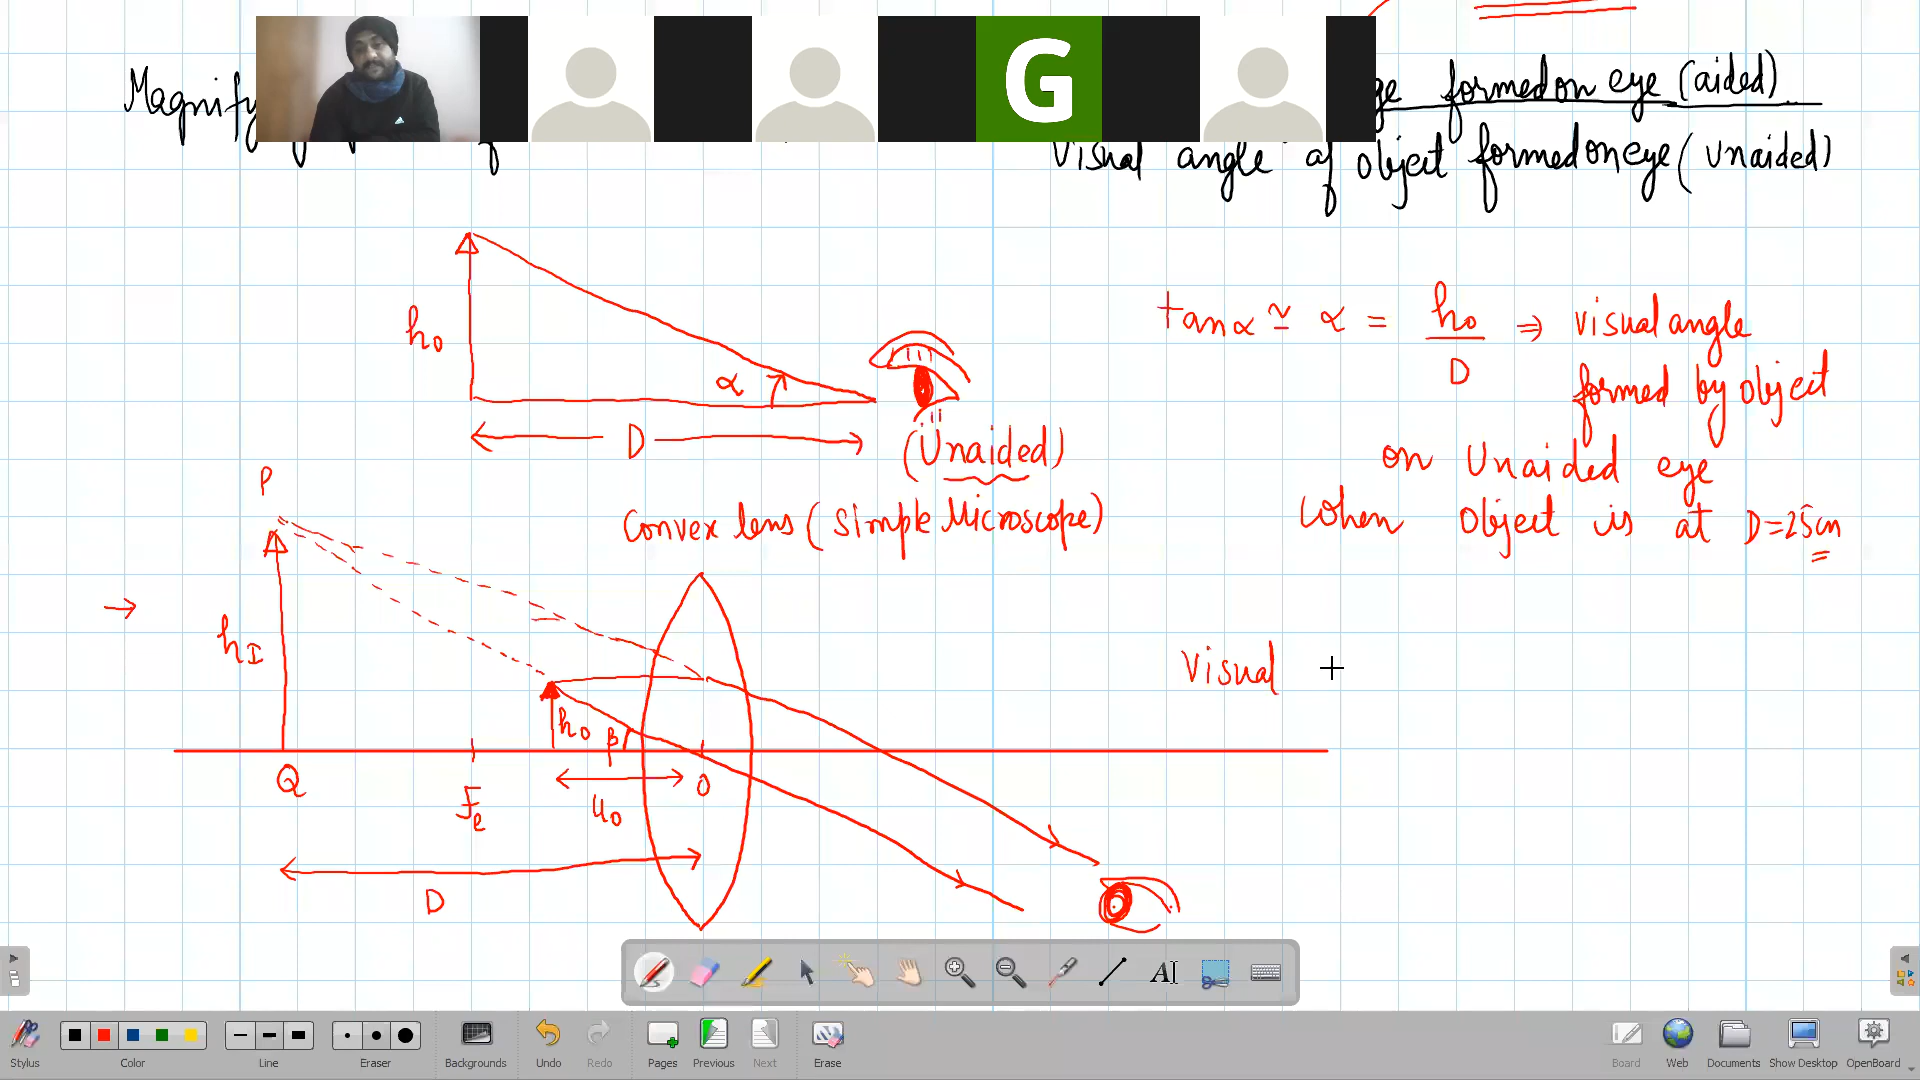 G
Magnify
formed on eye (aided)
Visual angle of object formed on eye (Unaided)
tanα ≃ α = ho/D ⇒ Visual angle
formed by object
on Unaided eye
When Object is at D=25cm
ho
α
D
(Unaided)
Convex lens (Simple Microscope)
P
→
hI
Visual
ho
β
Q
Fe
uo
O
D
Stylus
Color
Line
Eraser
Backgrounds
Undo
Redo
Pages
Previous
Next
Erase
Board
Web
Documents
Show Desktop
OpenBoard